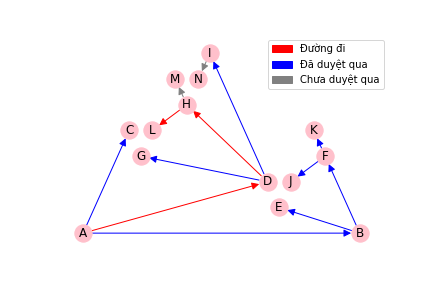 I
Đường đi
Đã duyệt qua
Chưa duyệt qua
M N
H
C L K
G F
D J
E
A B